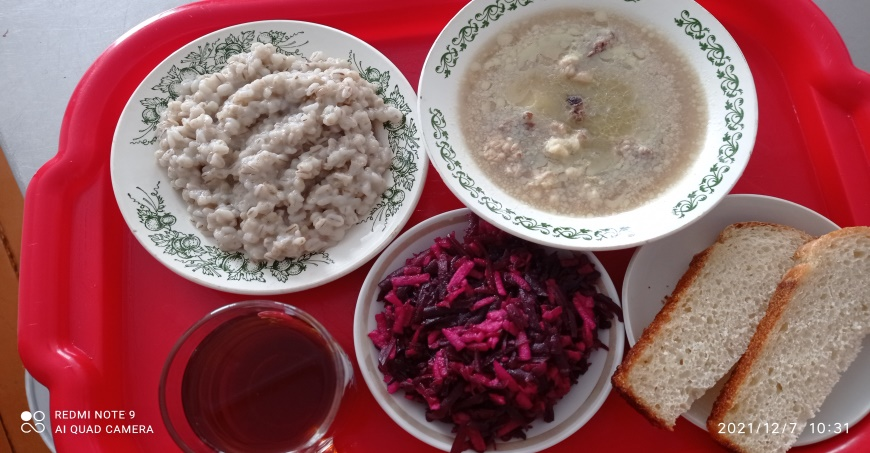 REDMI NOTE 9
AI QUAD CAMERA
2021/12/7 10:31